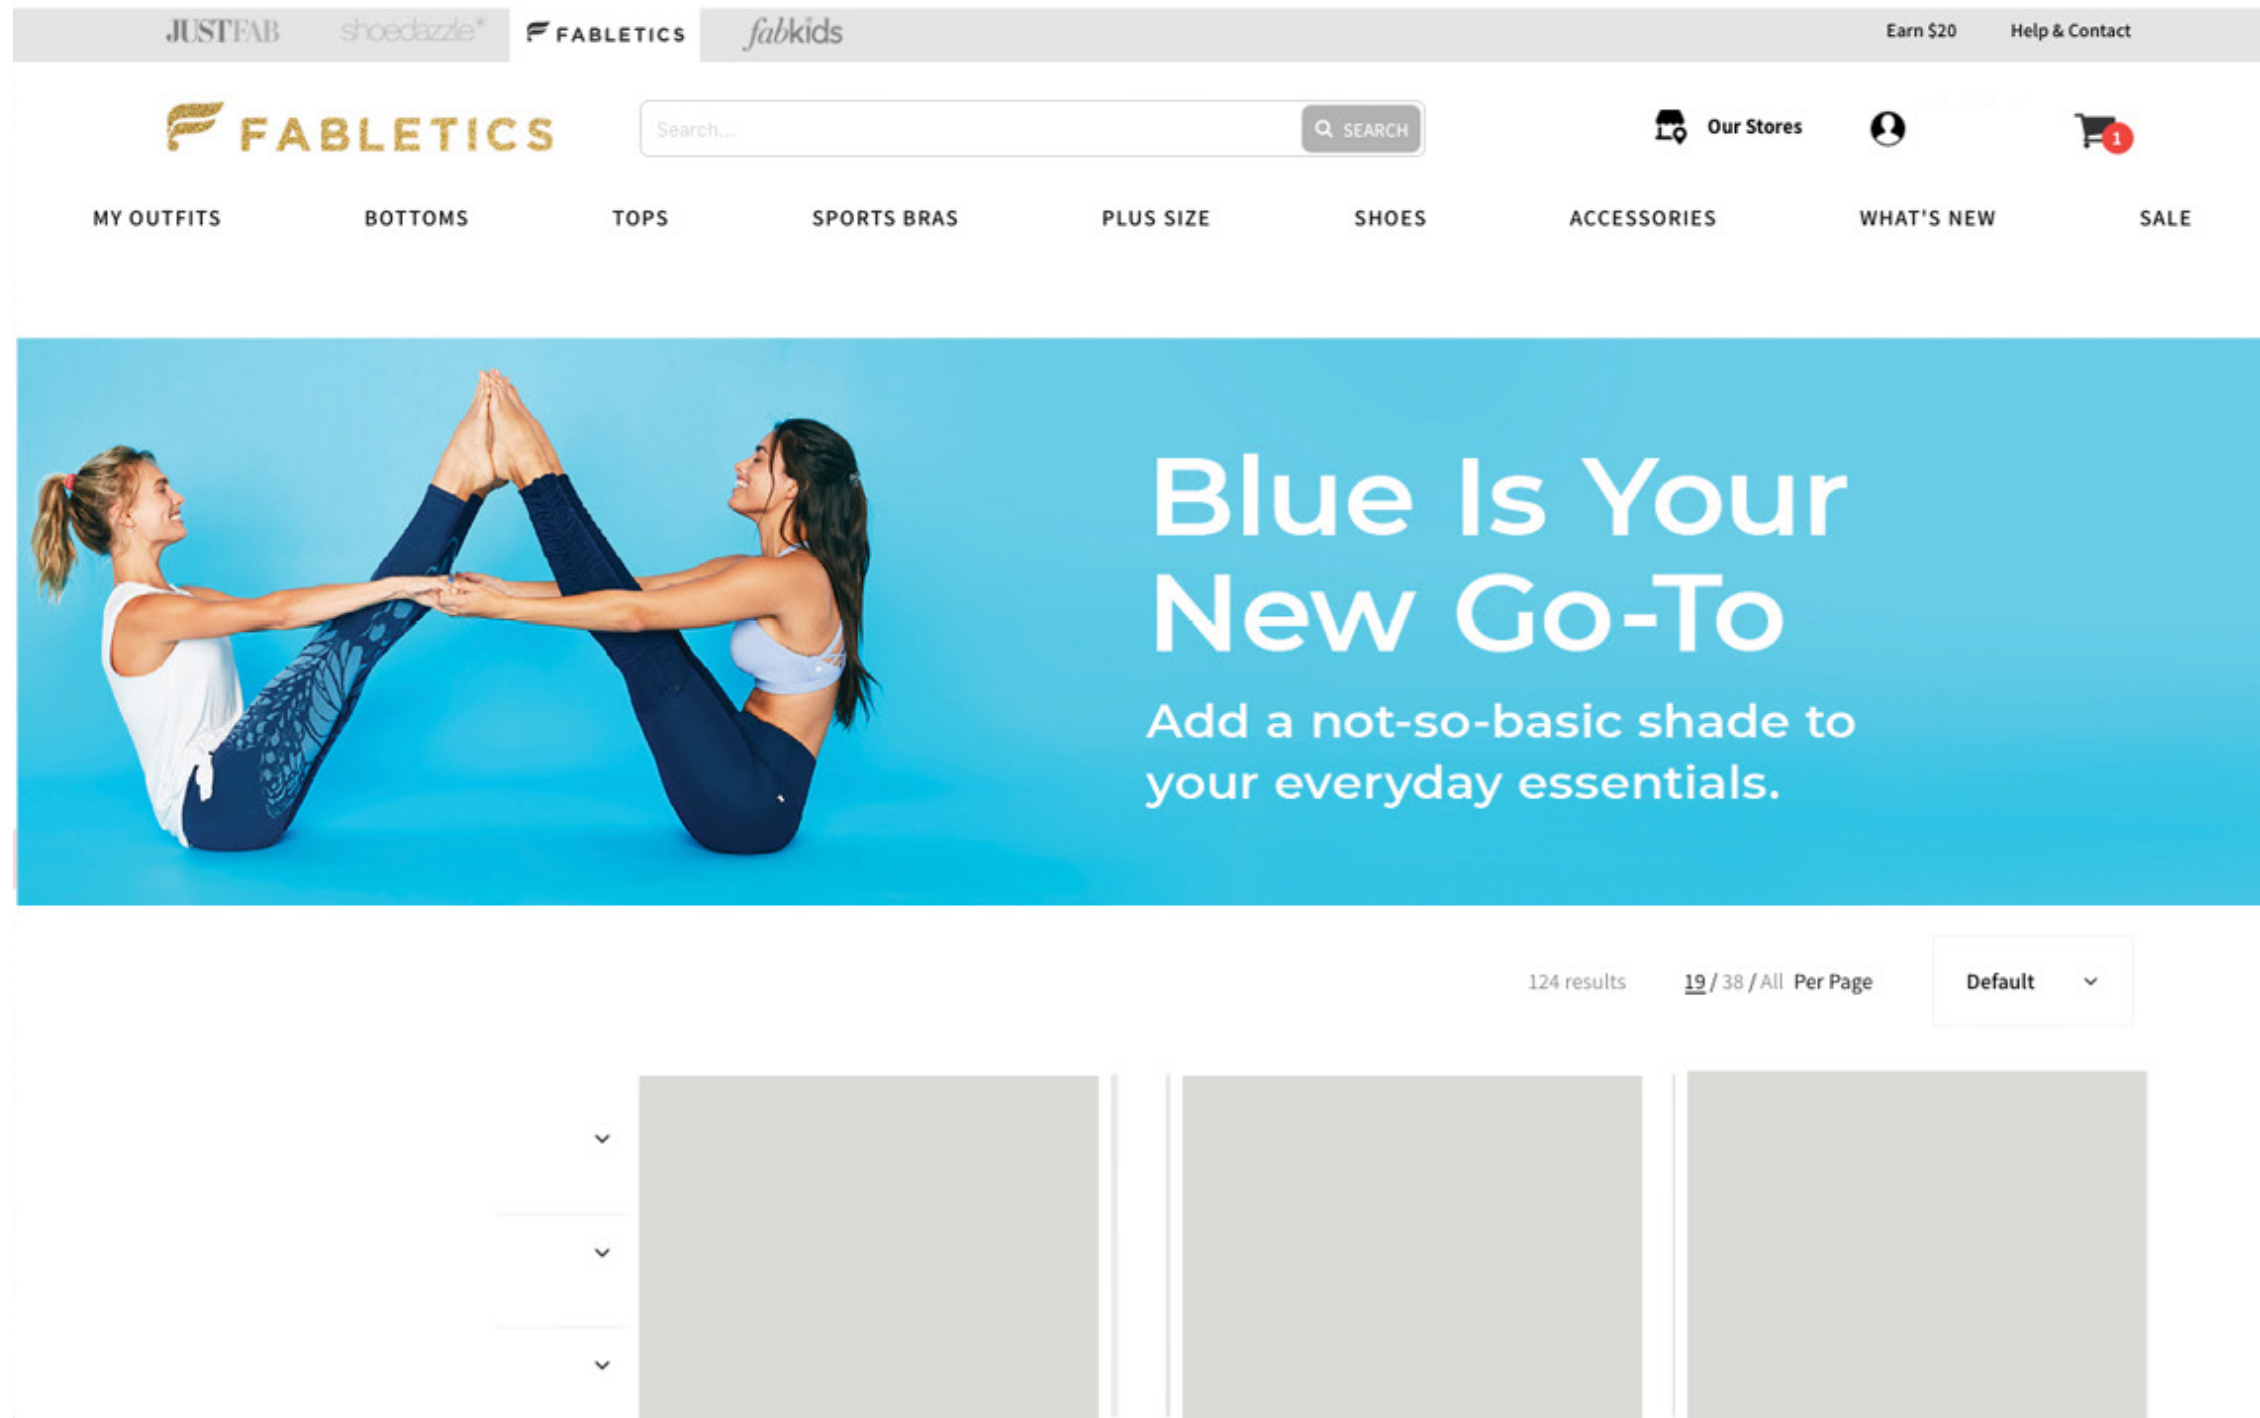 JUSTFAB shoedazzle FABLETICS fabkids Earn $20 Help & Contact
FABLETICS Search... SEARCH Our Stores 1
MY OUTFITS BOTTOMS TOPS SPORTS BRAS PLUS SIZE SHOES ACCESSORIES WHAT'S NEW SALE
Blue Is Your
New Go-To
Add a not-so-basic shade to
your everyday essentials.
124 results 19 / 38 / All Per Page Default